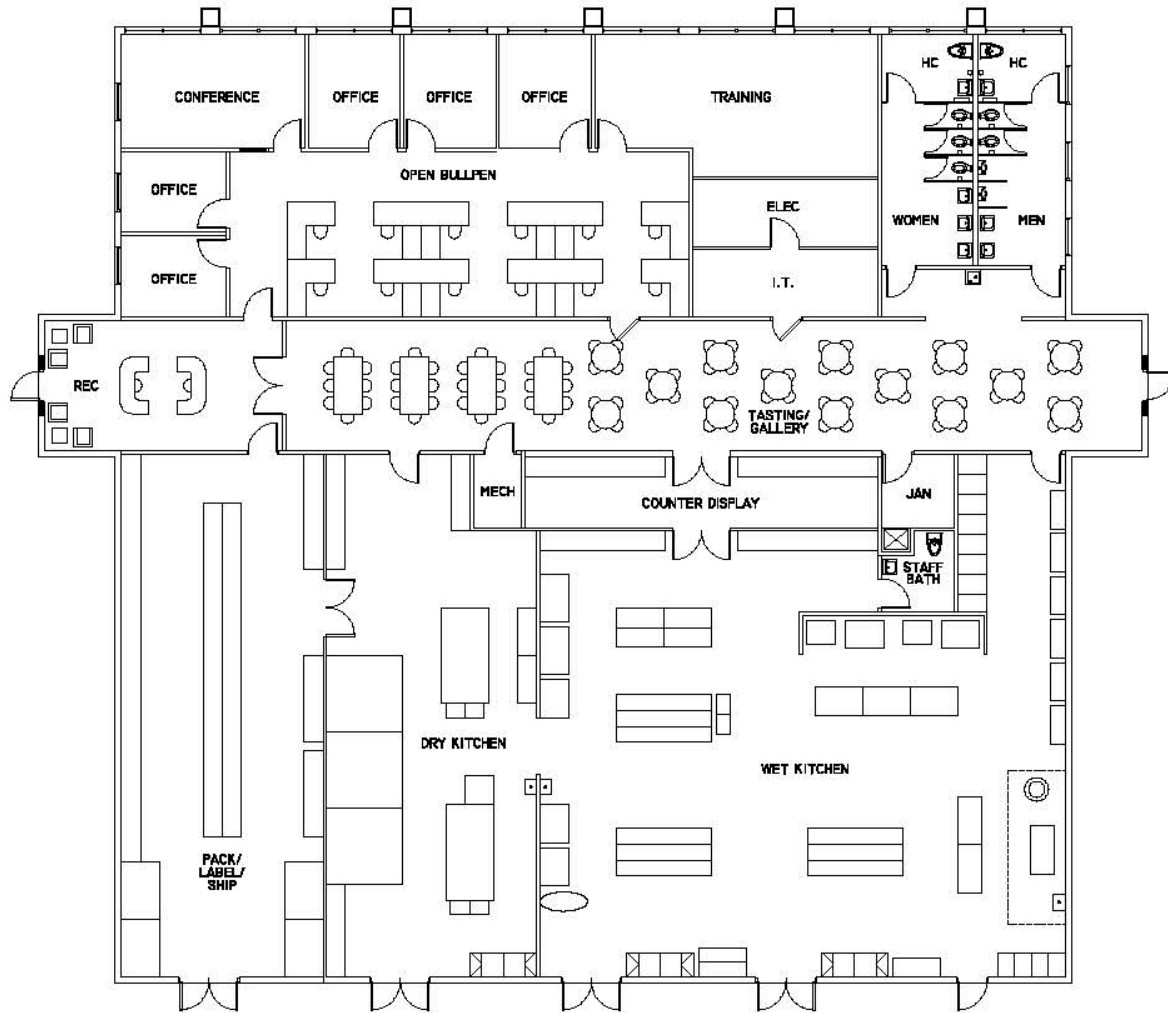 HC
HC
CONFERENCE
OFFICE
OFFICE
OFFICE
TRAINING
OPEN BULLPEN
OFFICE
ELEC
WOMEN
MEN
OFFICE
I.T.
REC
TASTING/
GALLERY
MECH
COUNTER DISPLAY
JAN
STAFF
BATH
DRY KITCHEN
WET KITCHEN
PACK/
LABEL/
SHIP